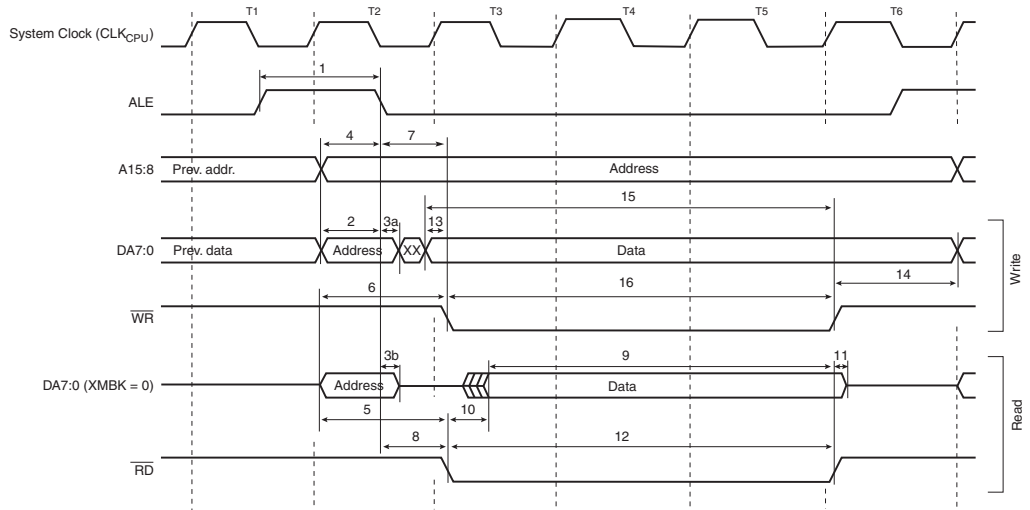 T1 T2 T3 T4 T5 T6
System Clock (CLKCPU)
1
ALE
4 7
A15:8 Prev. addr. Address
15
2 3a 13
DA7:0 Prev. data Address XX Data
14
6 16
WR
Write
3b 9 11
DA7:0 (XMBK = 0) Address Data
5 10
8 12
RD
Read